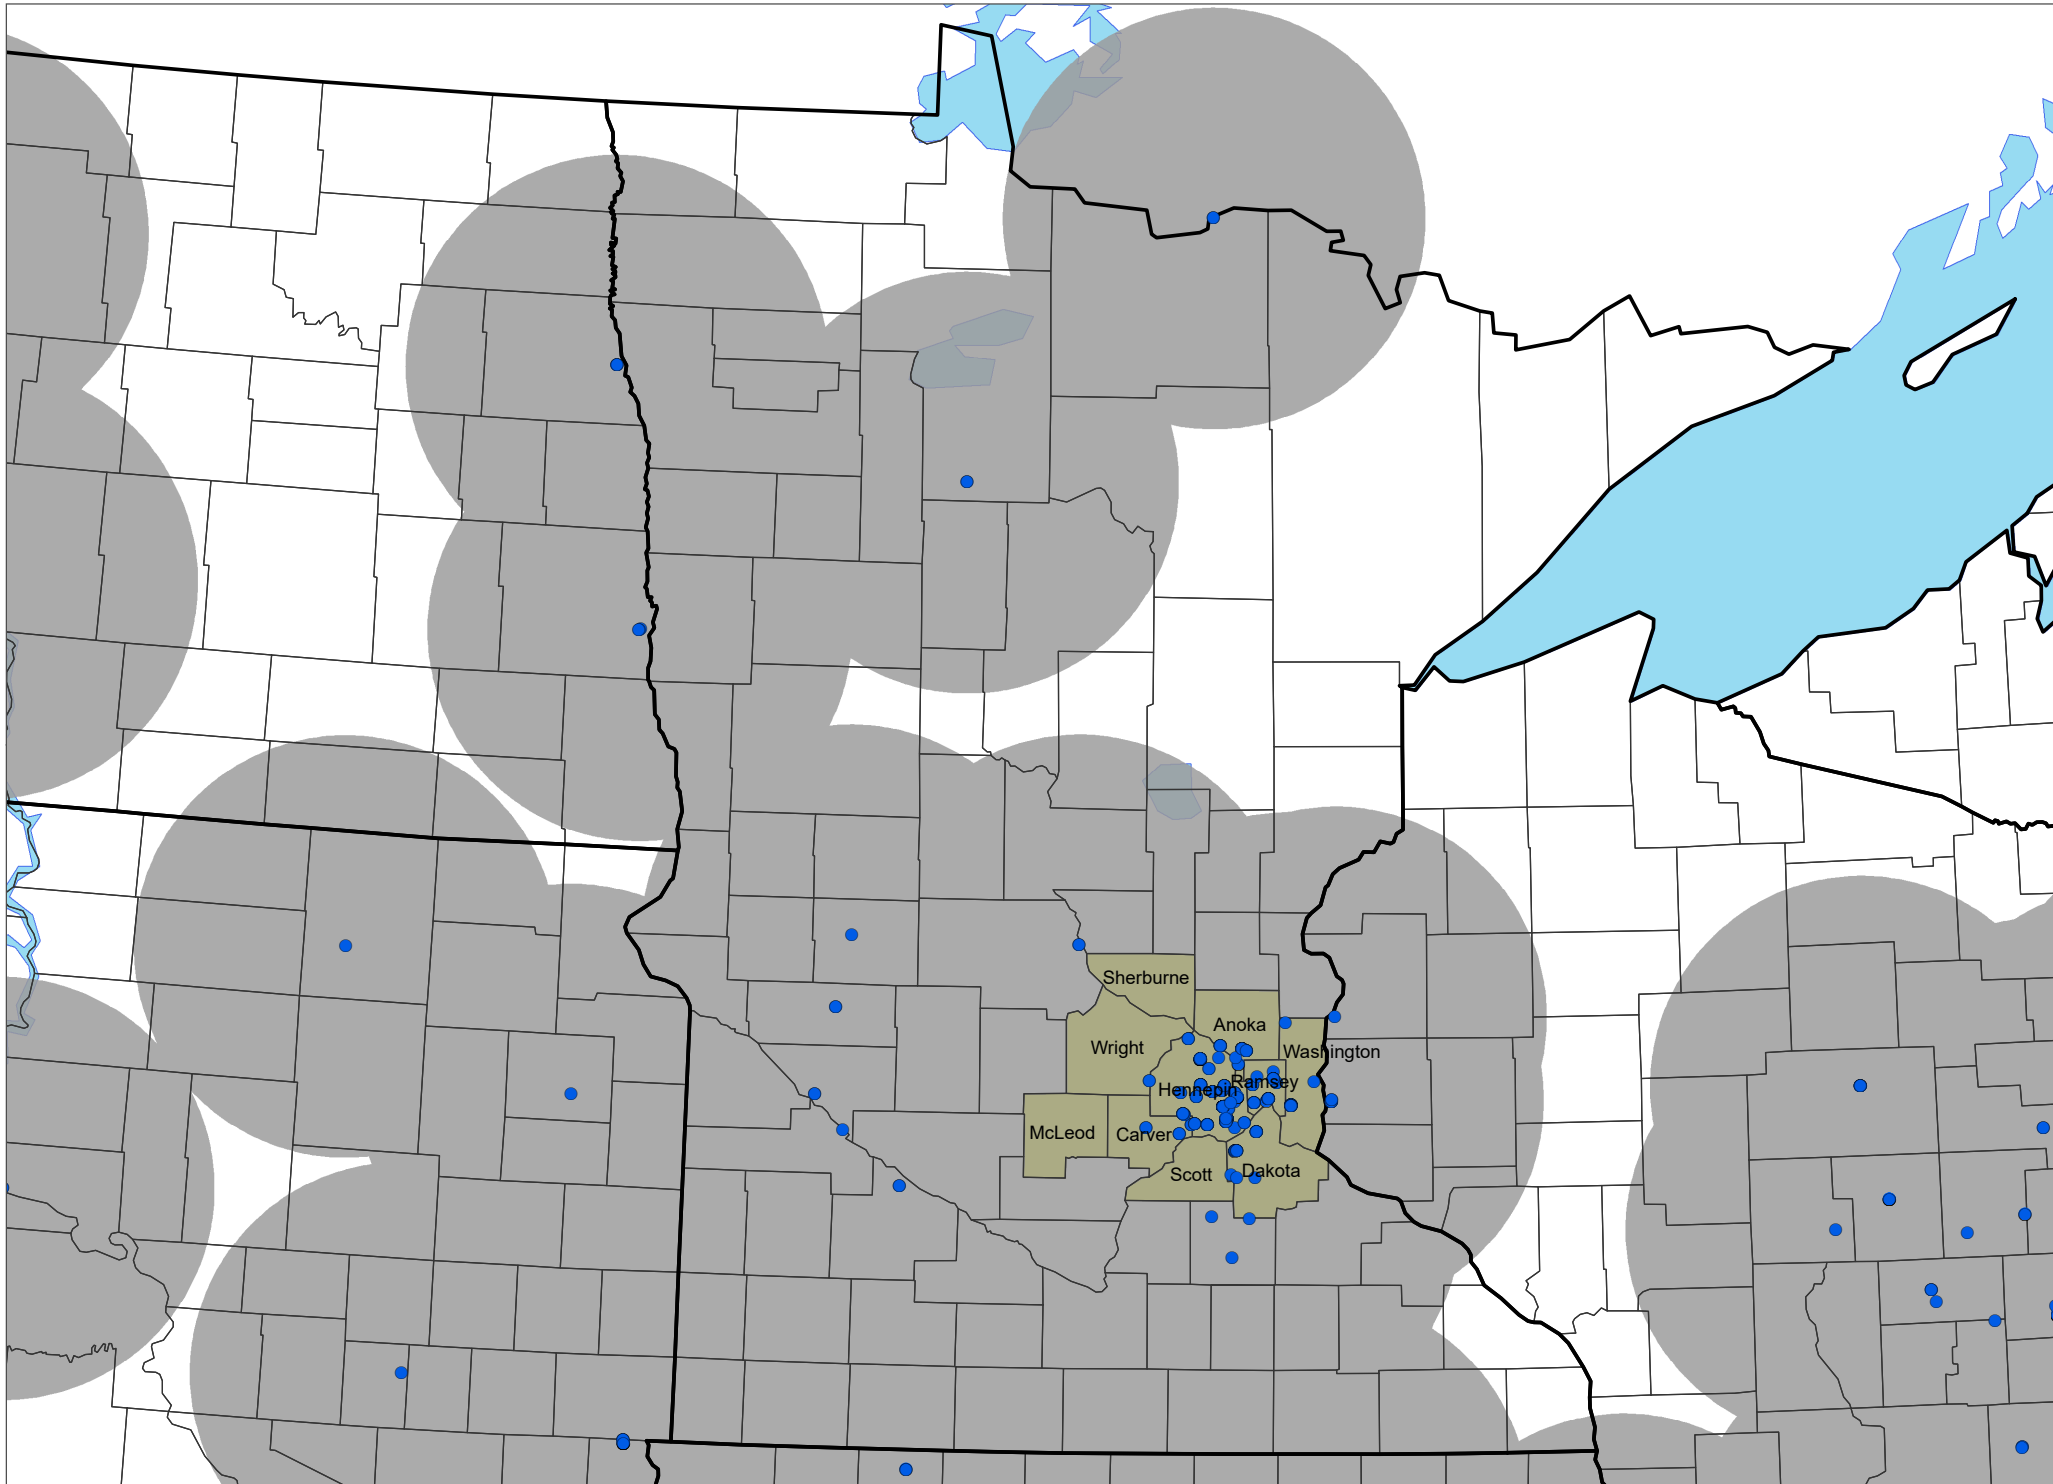 Sherburne
Anoka
Wright
Washington
Ramsey
Hennepin
McLeod
Carver
Scott
Dakota